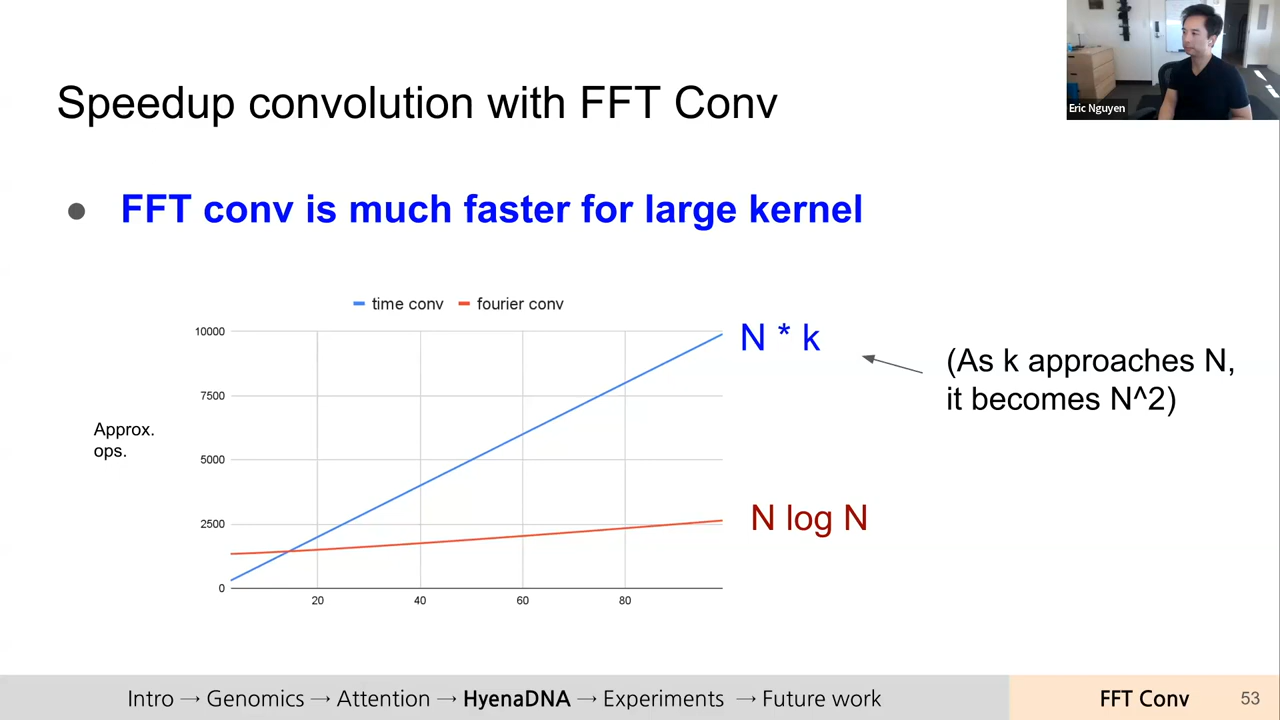 Eric Nguyen
Speedup convolution with FFT Conv
● FFT conv is much faster for large kernel
time conv fourier conv
10000
7500
5000
2500
0
20 40 60 80
Approx.
ops.
N * k
(As k approaches N,
it becomes N^2)
N log N
Intro → Genomics → Attention → HyenaDNA → Experiments → Future work
FFT Conv 53